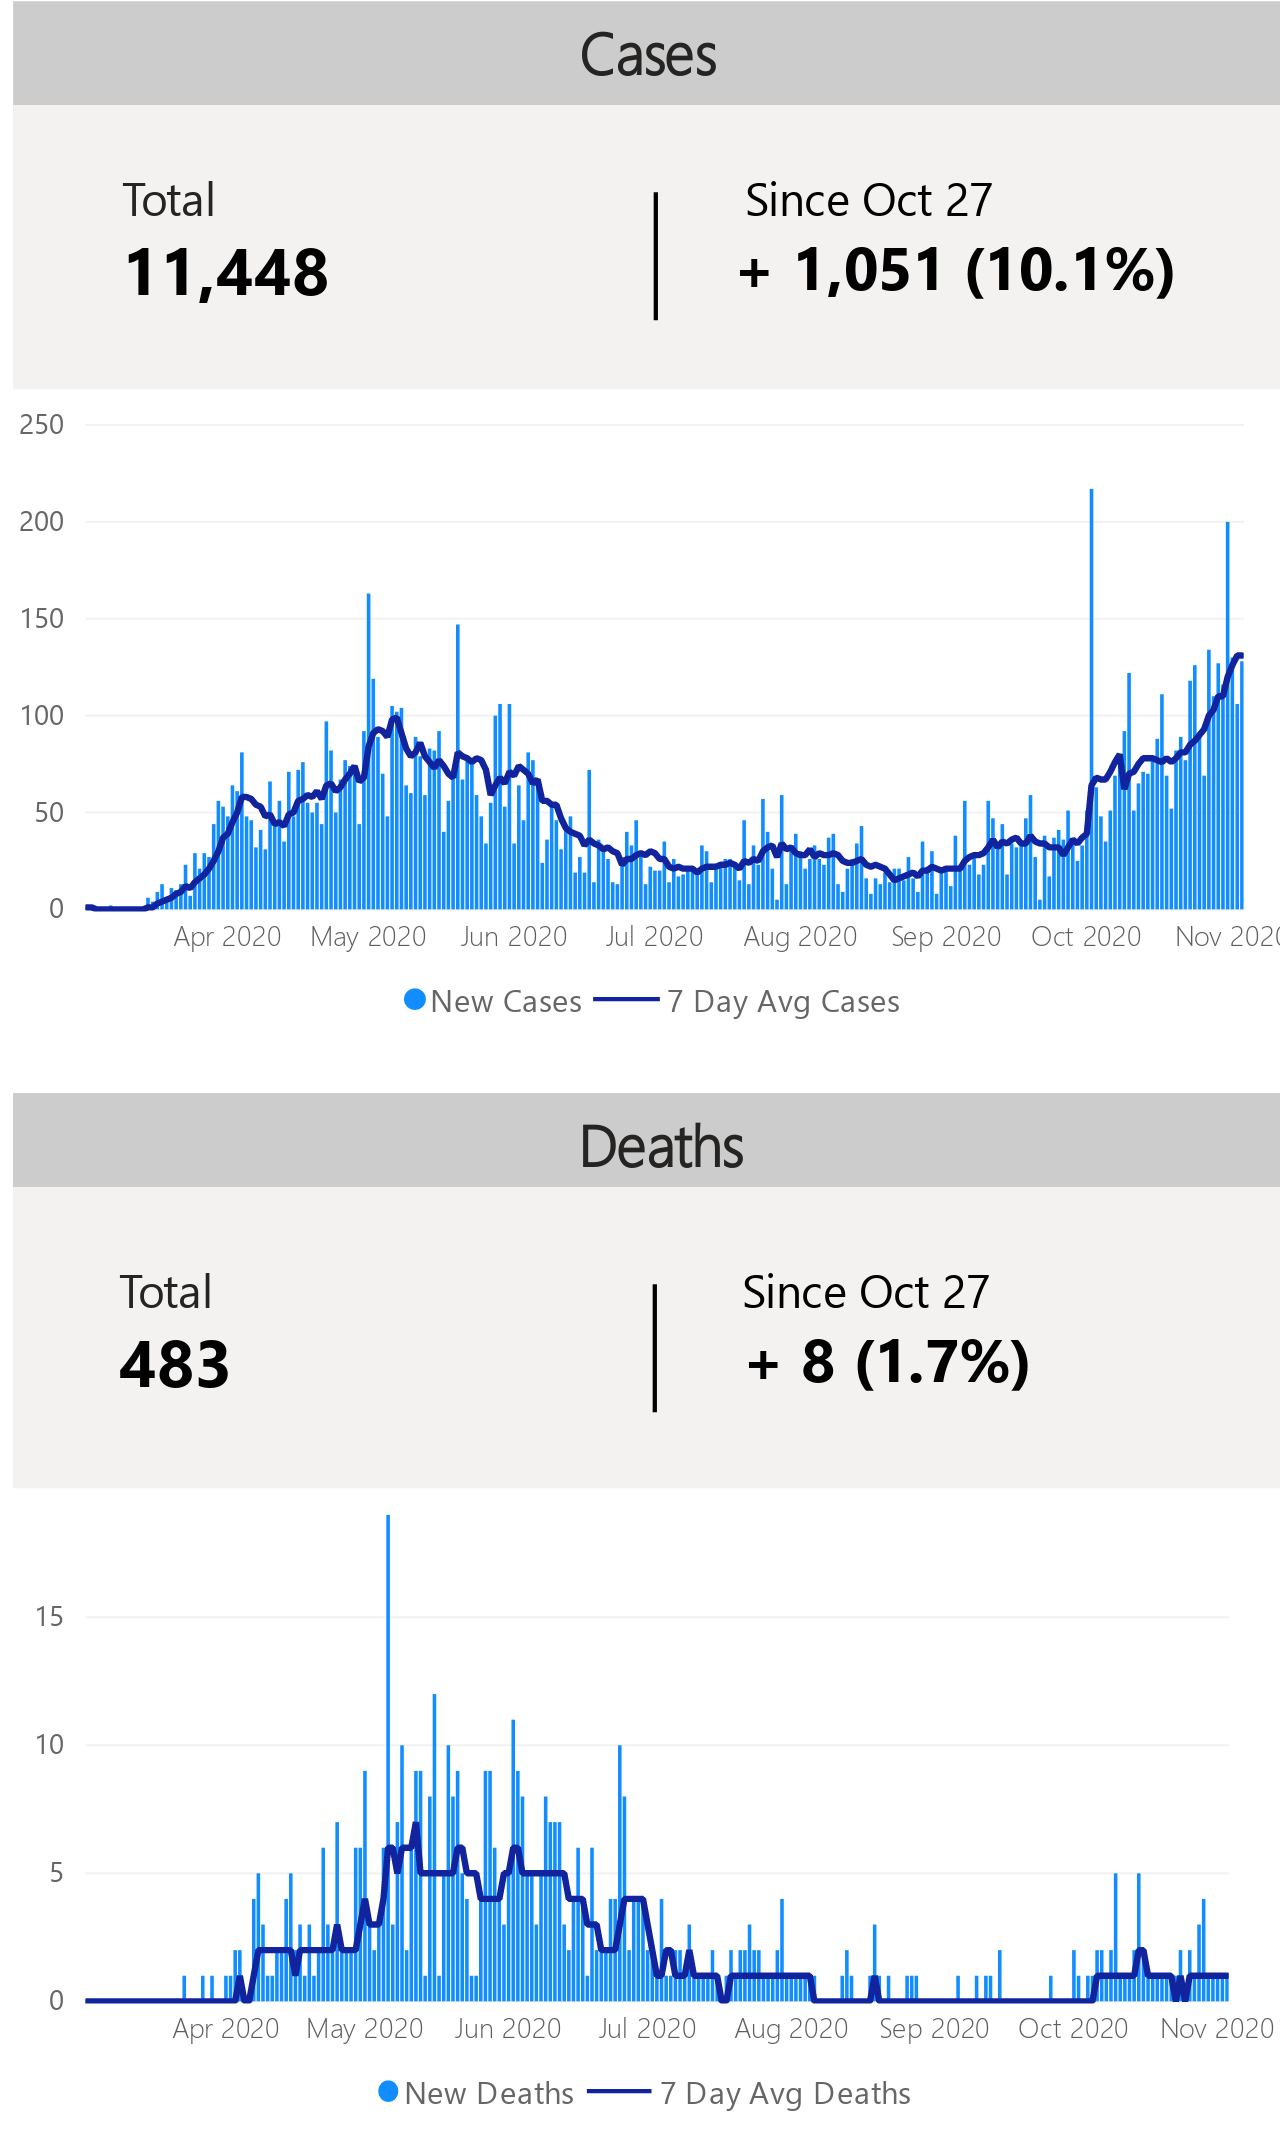 Cases
Total
Since Oct 27
11,448
+ 1,051 (10.1%)
250
200
150
100
50
0
Apr 2020 May 2020 Jun 2020 Jul 2020 Aug 2020 Sep 2020 Oct 2020 Nov 2020
New Cases 7 Day Avg Cases
Deaths
Total
Since Oct 27
483
+ 8 (1.7%)
15
10
5
0
Apr 2020 May 2020 Jun 2020 Jul 2020 Aug 2020 Sep 2020 Oct 2020 Nov 2020
New Deaths 7 Day Avg Deaths